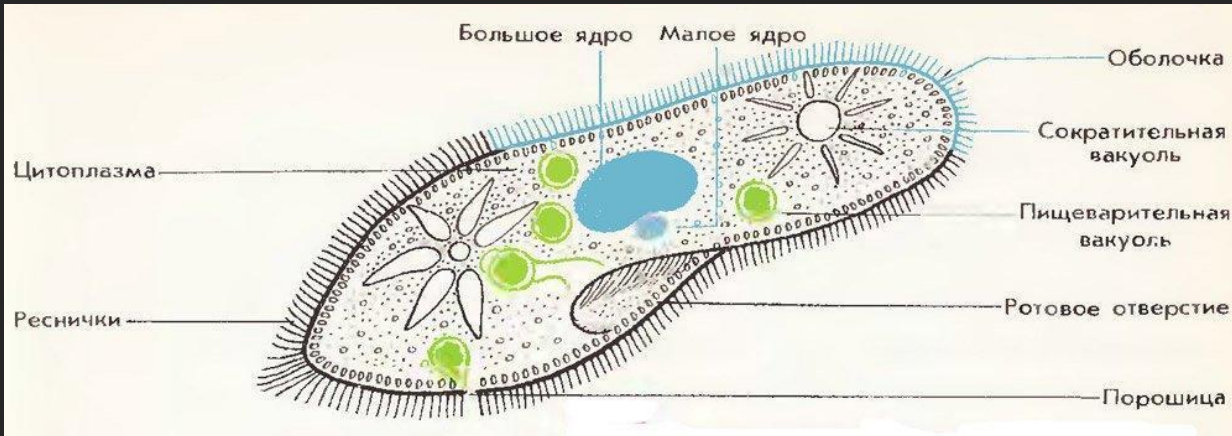 Большое ядро
Малое ядро
Оболочка
Сократительная
вакуоль
Цитоплазма
Пищеварительная
вакуоль
Ротовое отверстие
Реснички
Порошица